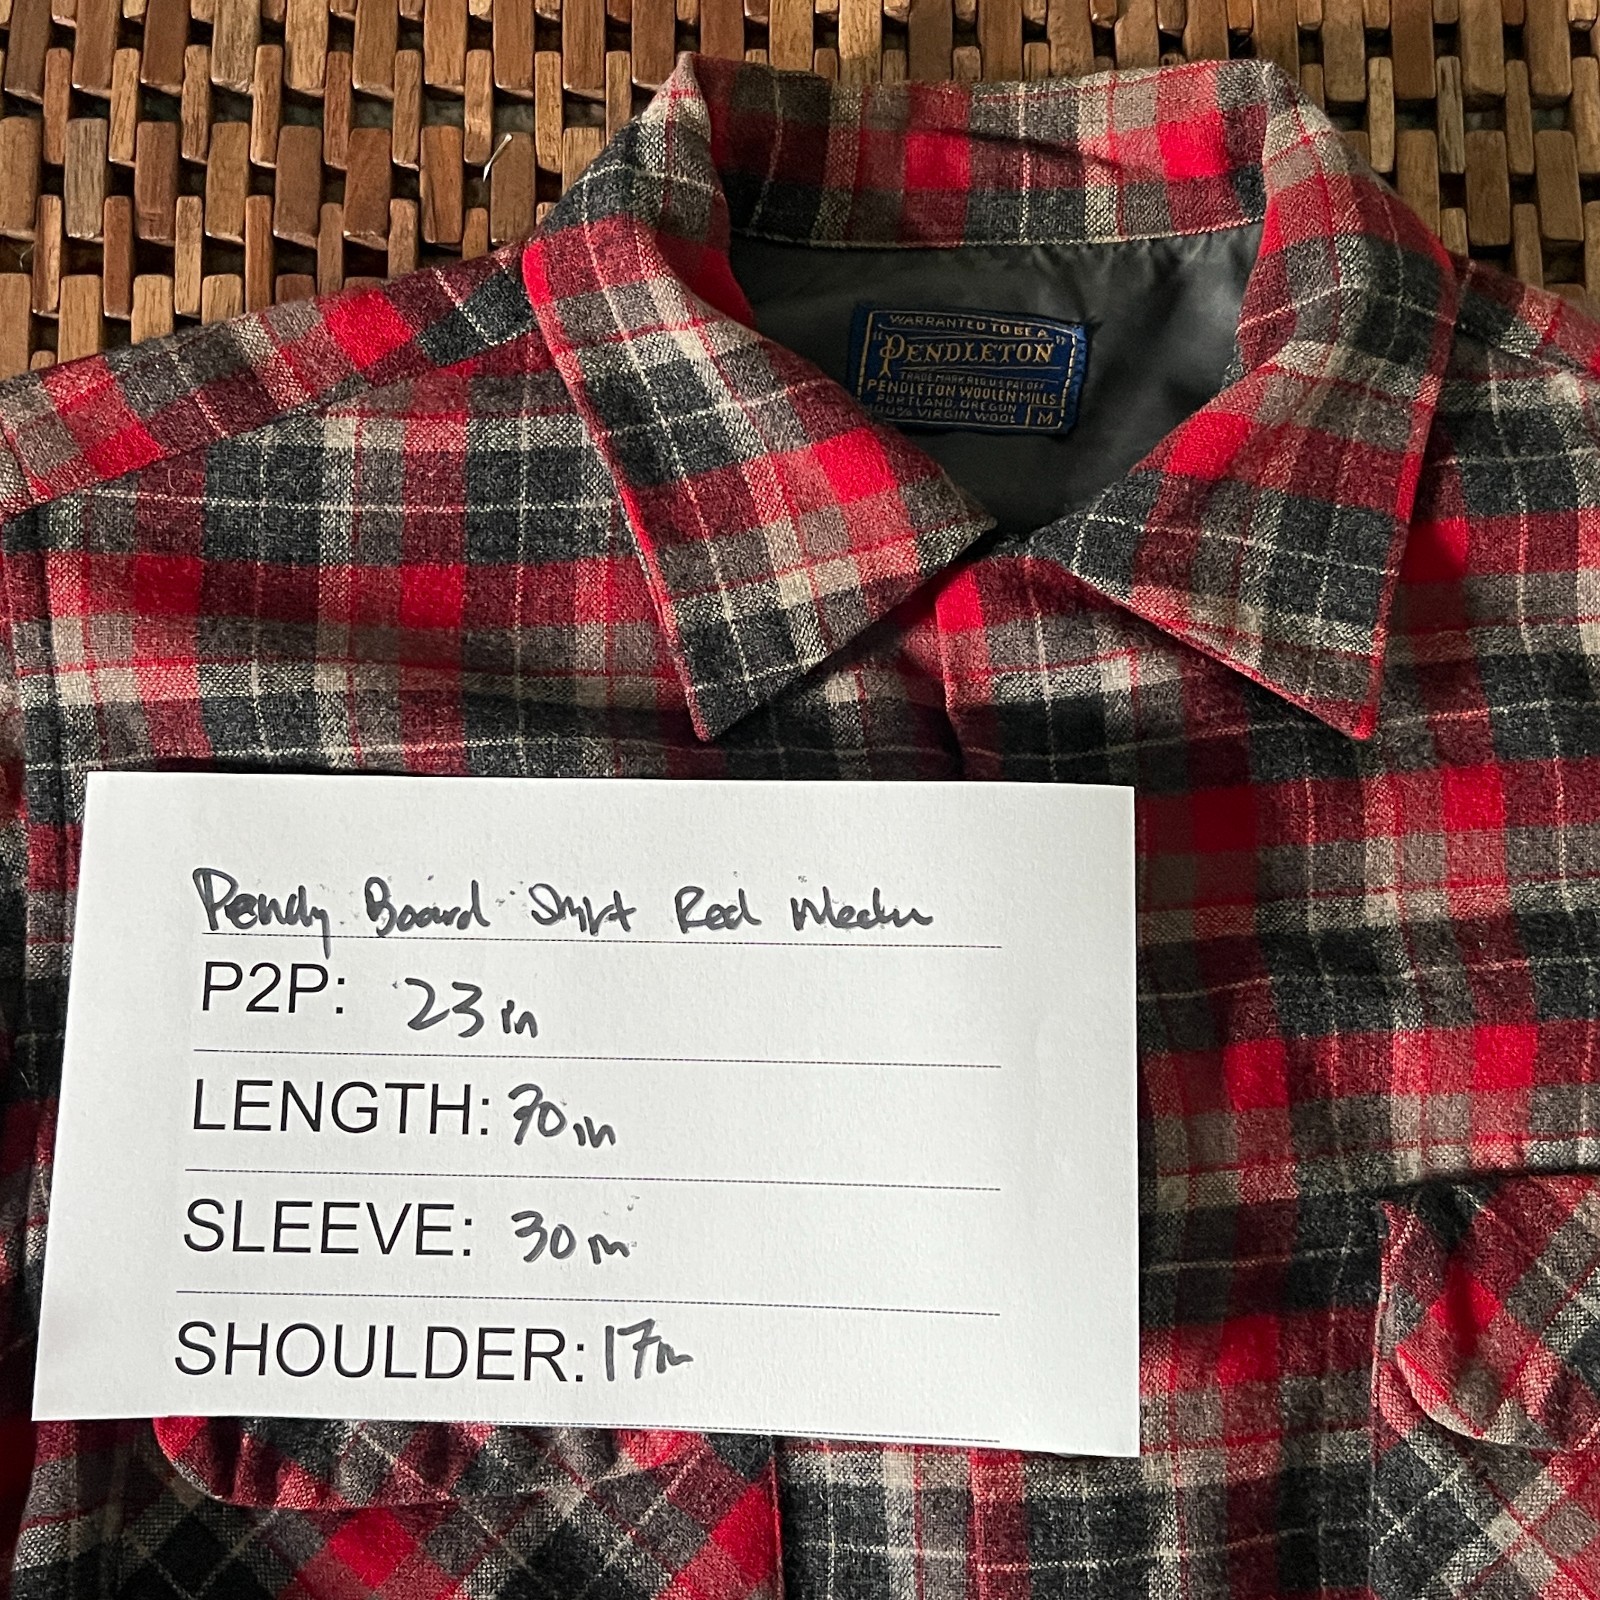 WARRANTED TO BE A
"PENDLETON"
TRADE MARK REG U.S. PAT. OFF.
PENDLETON WOOLEN MILLS
PORTLAND, OREGON
100% VIRGIN WOOL M
Pendy Board Shirt Red
P2P: 23 in
LENGTH: 30 in
SLEEVE: 30 in
SHOULDER: 17 in